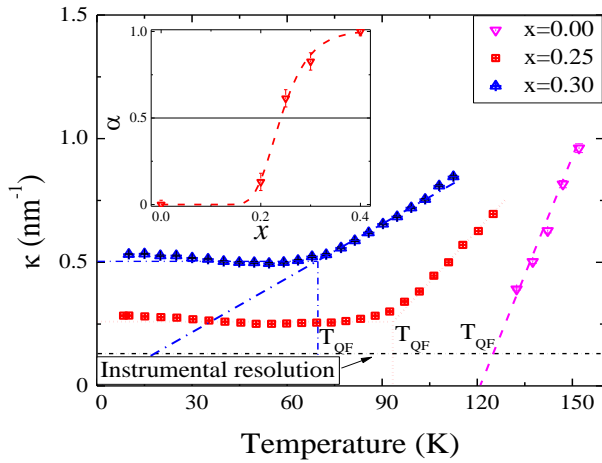 1.5
1.0
0.5
0
κ (nm⁻¹)
1.0
0.5
0
α
0.0
0.2
0.4
x
x=0.00
x=0.25
x=0.30
T_QF
T_QF
T_QF
Instrumental resolution
0
30
60
90
120
150
Temperature (K)